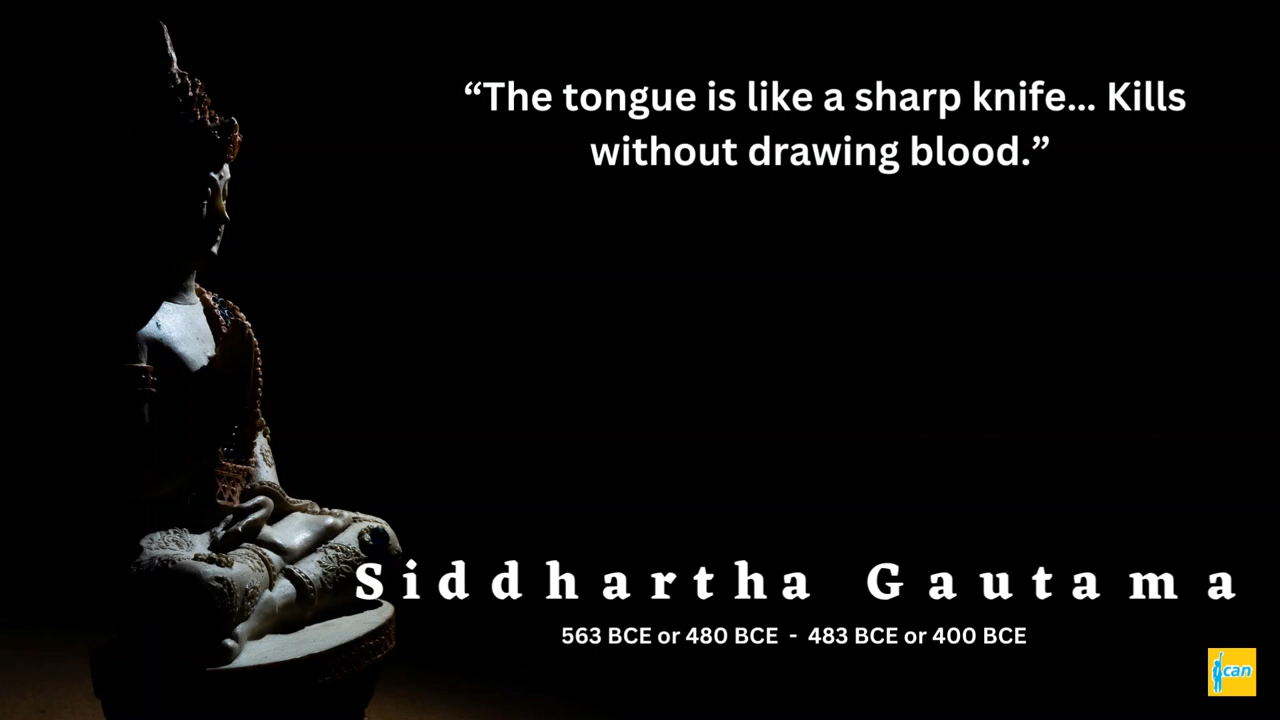 “The tongue is like a sharp knife... Kills
without drawing blood.”
Siddhartha Gautama
563 BCE or 480 BCE - 483 BCE or 400 BCE
ican